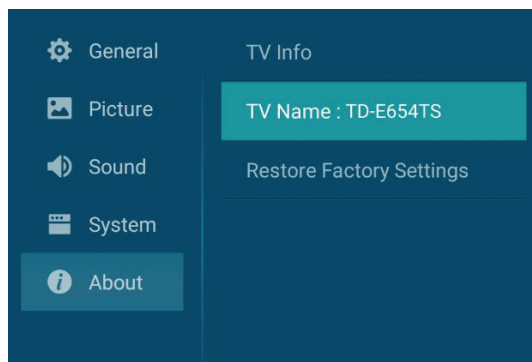 General
Picture
Sound
System
About
TV Info
TV Name : TD-E654TS
Restore Factory Settings